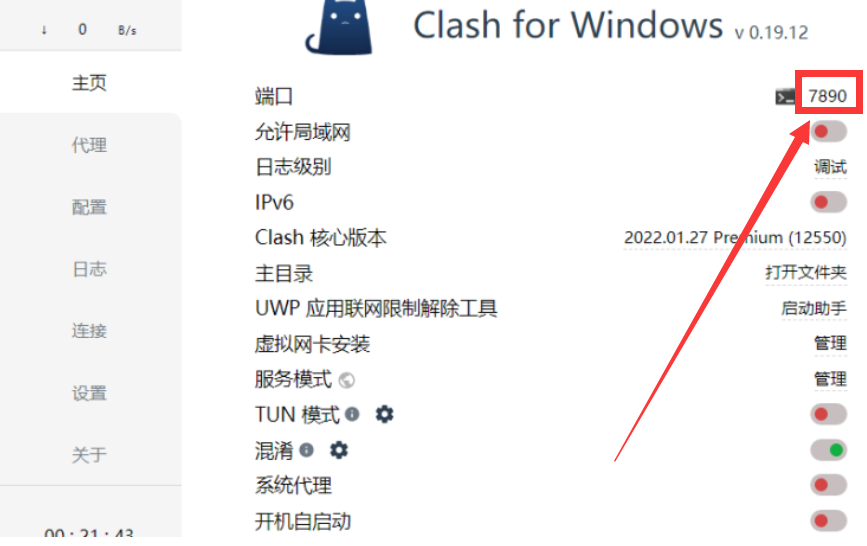 ↓ 0 B/s
主页
代理
配置
日志
连接
设置
关于
00 : 21 : 43
Clash for Windows v 0.19.12
端口 7890
允许局域网
日志级别 调试
IPv6
Clash 核心版本 2022.01.27 Premium (12550)
主目录 打开文件夹
UWP 应用联网限制解除工具 启动助手
虚拟网卡安装 管理
服务模式 管理
TUN 模式
混淆
系统代理
开机自启动